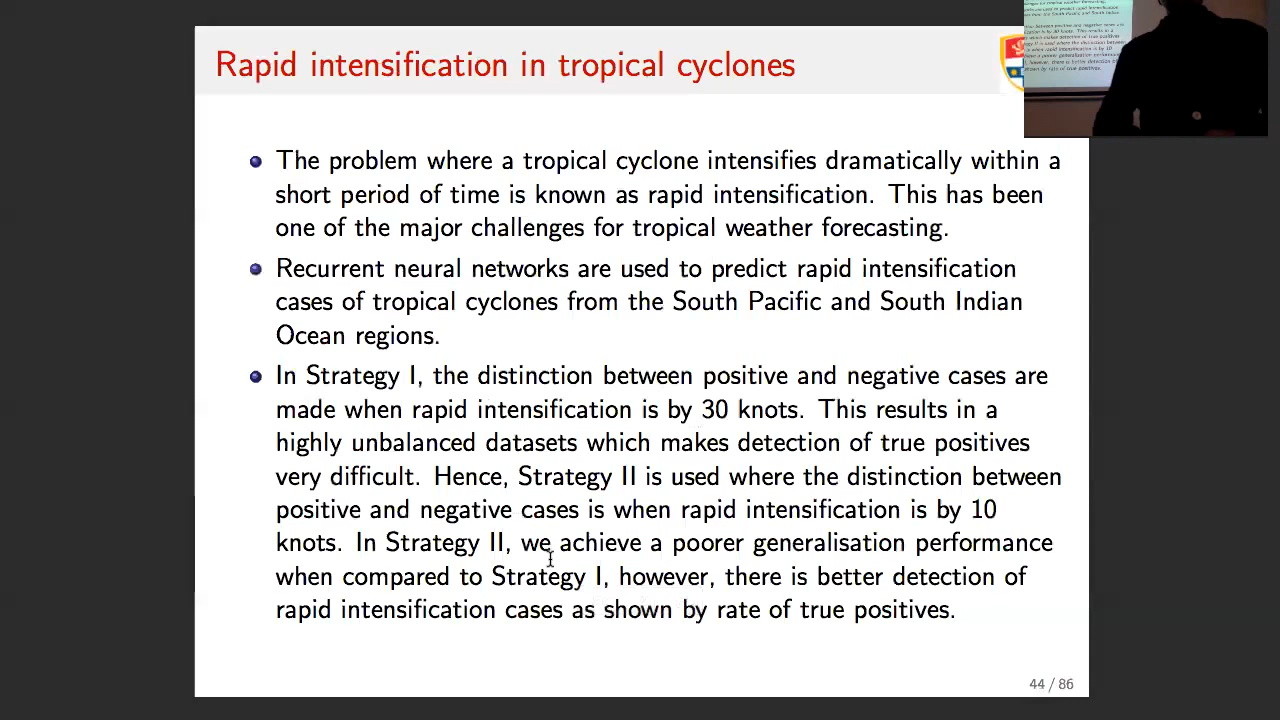 Rapid intensification in tropical cyclones
The problem where a tropical cyclone intensifies dramatically within a
short period of time is known as rapid intensification. This has been
one of the major challenges for tropical weather forecasting.
Recurrent neural networks are used to predict rapid intensification
cases of tropical cyclones from the South Pacific and South Indian
Ocean regions.
In Strategy I, the distinction between positive and negative cases are
made when rapid intensification is by 30 knots. This results in a
highly unbalanced datasets which makes detection of true positives
very difficult. Hence, Strategy II is used where the distinction between
positive and negative cases is when rapid intensification is by 10
knots. In Strategy II, we achieve a poorer generalisation performance
when compared to Strategy I, however, there is better detection of
rapid intensification cases as shown by rate of true positives.
44 / 86